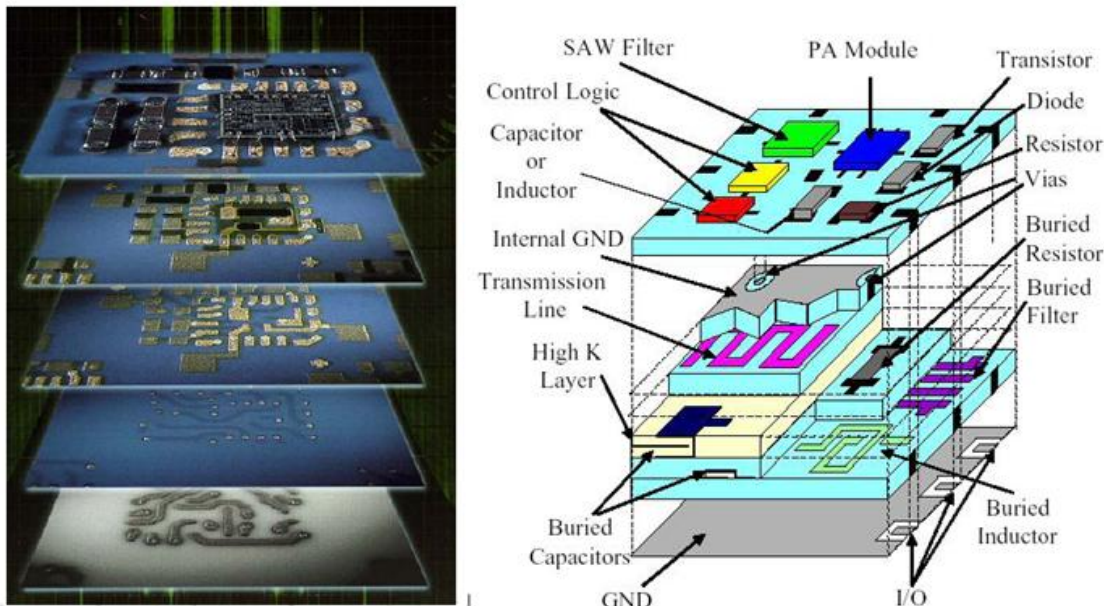 SAW Filter
PA Module
Transistor
Control Logic
Diode
Capacitor
or
Inductor
Resistor
Vias
Internal GND
Buried
Resistor
Transmission
Line
Buried
Filter
High K
Layer
Buried
Capacitors
Buried
Inductor
GND
I/O